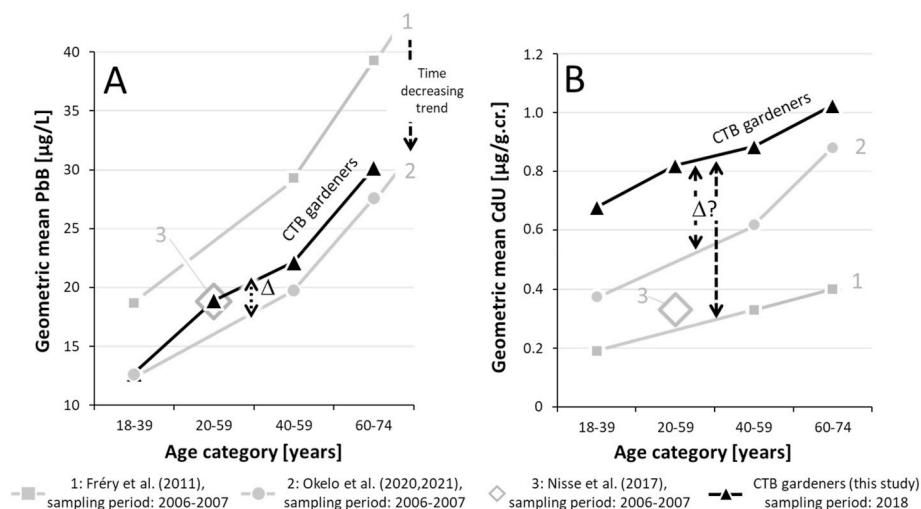 A
Geometric mean PbB [µg/L]
40
35
30
25
20
15
10
1
Time
decreasing
trend
2
CTB gardeners
3
Δ
18-39
20-59
40-59
60-74
Age category [years]
B
Geometric mean CdU [µg/g.cr.]
1.2
1.0
0.8
0.6
0.4
0.2
0
CTB gardeners
2
Δ?
3
1
18-39
20-59
40-59
60-74
Age category [years]
1: Fréry et al. (2011),
sampling period: 2006-2007
2: Okelo et al. (2020,2021),
sampling period: 2006-2007
3: Nisse et al. (2017),
sampling period: 2006-2007
CTB gardeners (this study)
sampling period: 2018